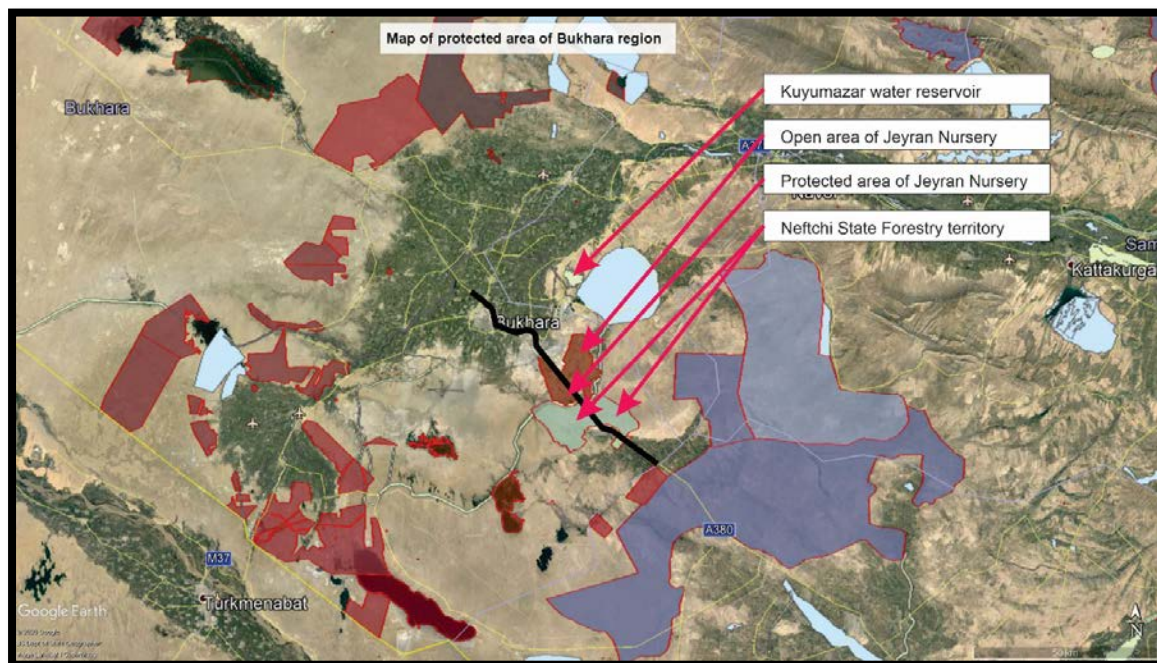 Map of protected area of Bukhara region
Kuyumazar water reservoir
Bukhara
Open area of Jeyran Nursery
Protected area of Jeyran Nursery
Neftchi State Forestry territory
Sam
Kattakurga
Bukhara
A380
M37
Turkmenabat
Google Earth
N